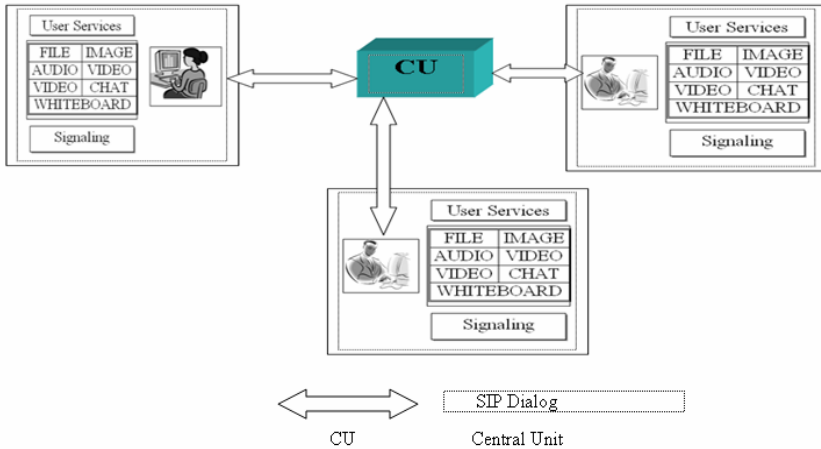 User Services
FILE IMAGE
AUDIO VIDEO
VIDEO CHAT
WHITEBOARD
Signaling
CU
User Services
FILE IMAGE
AUDIO VIDEO
VIDEO CHAT
WHITEBOARD
Signaling
User Services
FILE IMAGE
AUDIO VIDEO
VIDEO CHAT
WHITEBOARD
Signaling
SIP Dialog
CU Central Unit